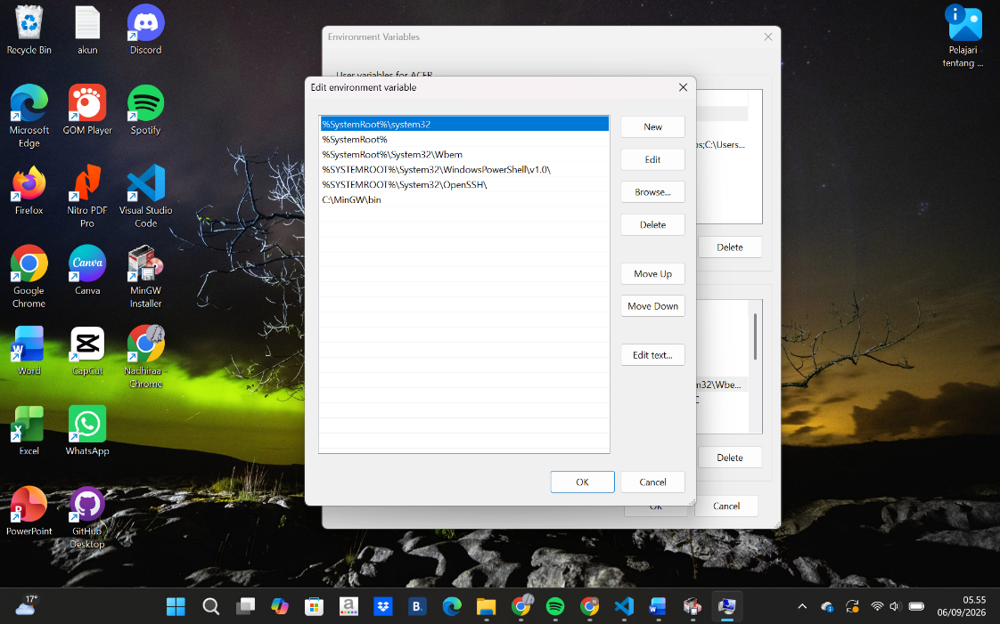 Recycle Bin
akun
Discord
Microsoft
Edge
GOM Player
Spotify
Firefox
Nitro PDF
Pro
Visual Studio
Code
Google
Chrome
Canva
Canva
MinGW
Installer
Word
CapCut
Nadhitaa -
Chrome
Excel
WhatsApp
PowerPoint
GitHub
Desktop
Pelajari
tentang ...
Environment Variables
User variables for ACER
Edit environment variable
%SystemRoot%\system32
%SystemRoot%
%SystemRoot%\System32\Wbem
%SYSTEMROOT%\System32\WindowsPowerShell\v1.0\
%SYSTEMROOT%\System32\OpenSSH\
C:\MinGW\bin
New
Edit
Browse...
Delete
Move Up
Move Down
Edit text...
OK
Cancel
ps;C:\Users...
Delete
m32\Wbe...
Delete
OK
Cancel
17°
05.55
06/09/2026